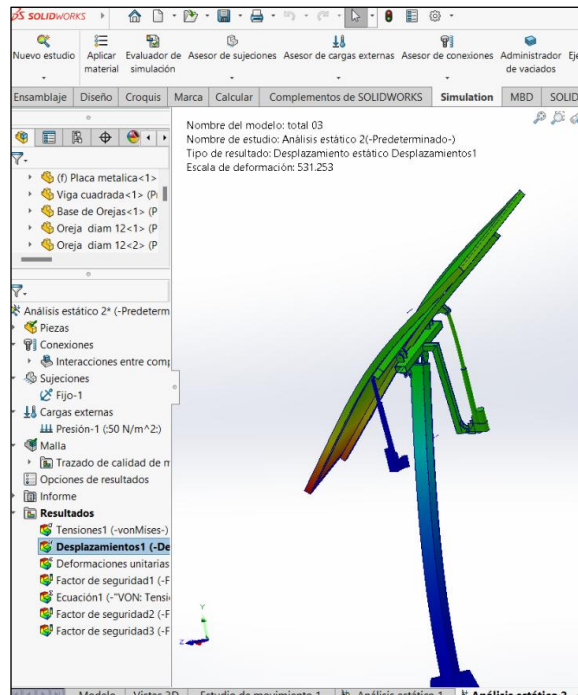 SOLIDWORKS
Nuevo estudio
Aplicar material
Evaluador de simulación
Asesor de sujeciones
Asesor de cargas externas
Asesor de conexiones
Administrador de vaciados
Eje
Ensamblaje Diseño Croquis Marca Calcular Complementos de SOLIDWORKS Simulation MBD SOLID
Nombre del modelo: total 03
Nombre de estudio: Análisis estático 2(-Predeterminado-)
Tipo de resultado: Desplazamiento estático Desplazamientos1
Escala de deformación: 531.253
(f) Placa metalica<1>
Viga cuadrada<1> (P
Base de Orejas<1> (P
Oreja diam 12<1> (P
Oreja diam 12<2> (P
Análisis estático 2* (-Predeterm
Piezas
Conexiones
Interacciones entre comp
Sujeciones
Fijo-1
Cargas externas
Presión-1 (:50 N/m^2:)
Malla
Trazado de calidad de m
Opciones de resultados
Informe
Resultados
Tensiones1 (-vonMises-)
Desplazamientos1 (-De
Deformaciones unitarias
Factor de seguridad1 (-F
Ecuación1 (-"VON: Tensi
Factor de seguridad2 (-F
Factor de seguridad3 (-F
Y
Z
Modelo Vistas 3D Estudio de movimiento 1 Análisis estático 1 Análisis estático 2